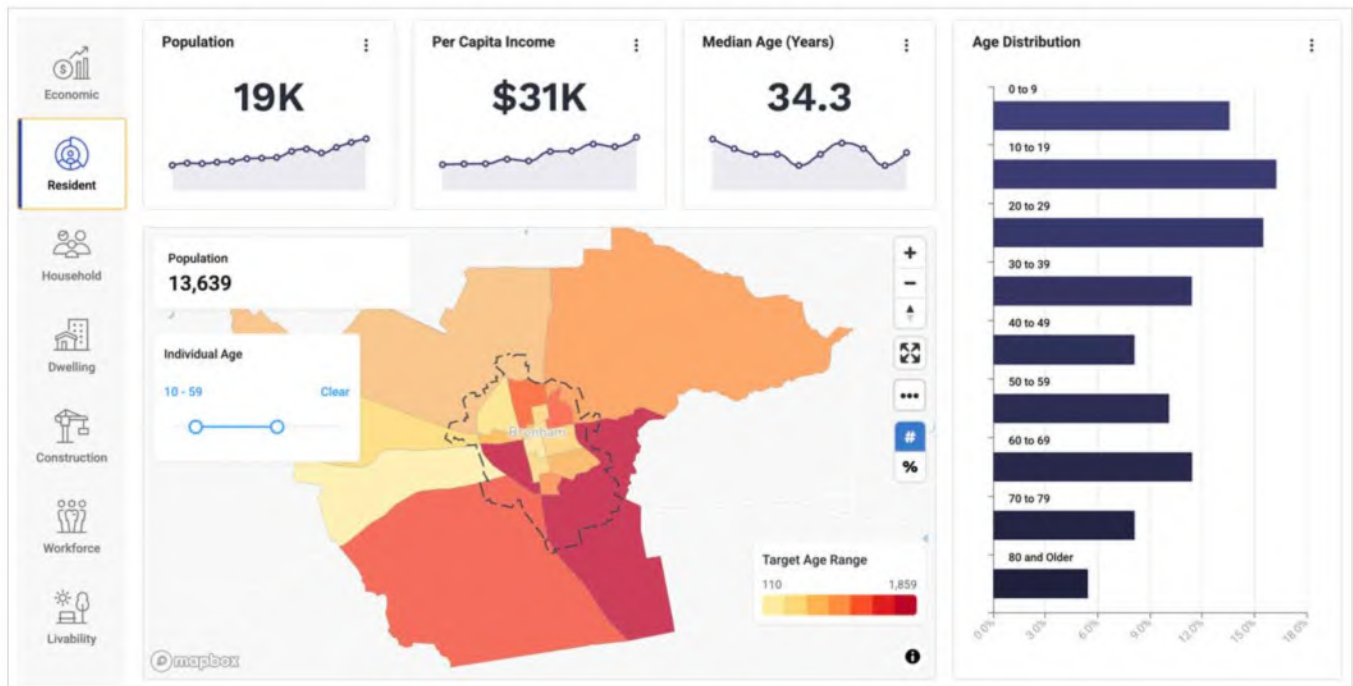 Economic
Resident
Household
Dwelling
Construction
Workforce
Livability
Population
19K
Per Capita Income
$31K
Median Age (Years)
34.3
Population
13,639
Individual Age
10 - 59
Clear
Brenham
+
−
•••
#
%
Target Age Range
110
1,859
mapbox
i
Age Distribution
0 to 9
10 to 19
20 to 29
30 to 39
40 to 49
50 to 59
60 to 69
70 to 79
80 and Older
0.0%
3.0%
6.0%
9.0%
12.0%
15.0%
18.0%